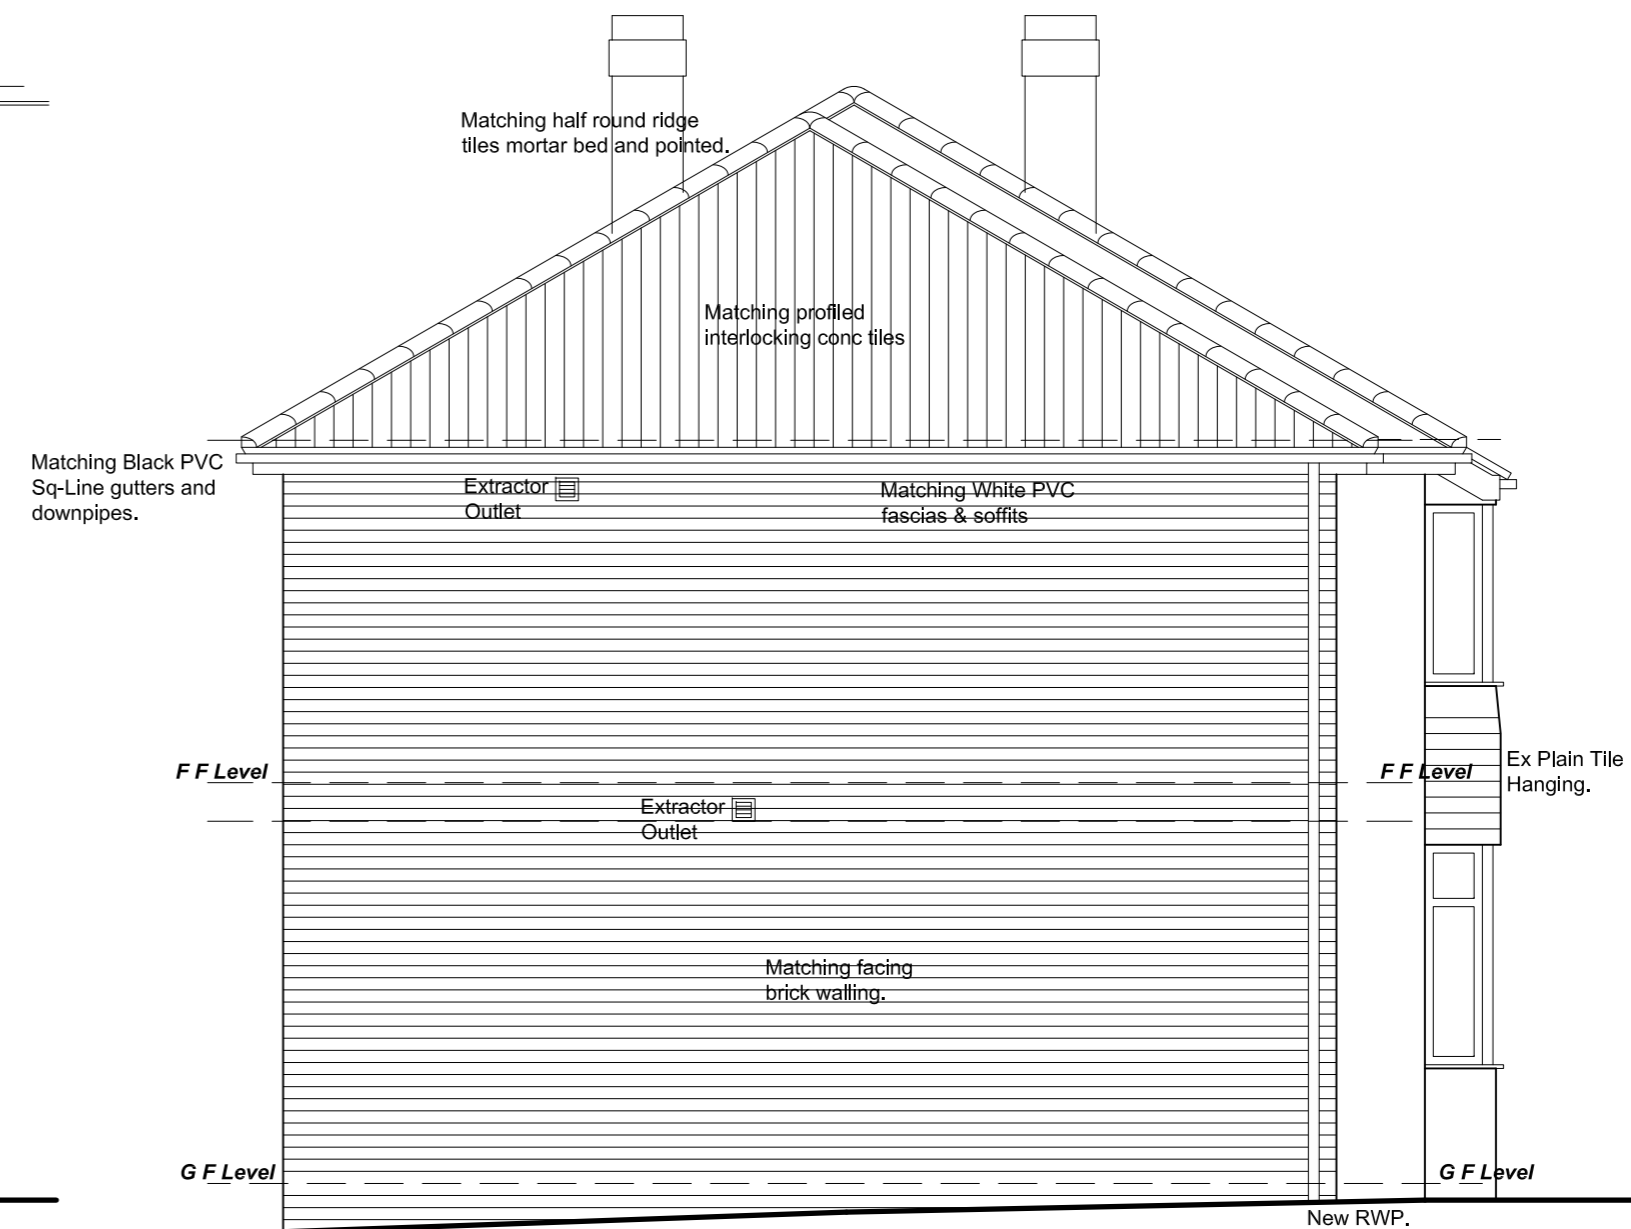 Matching half round ridge
tiles mortar bed and pointed.
Matching profiled
interlocking conc tiles
Matching Black PVC
Sq-Line gutters and
downpipes.
Extractor
Outlet
Matching White PVC
fascias & soffits
F F Level
F F Level
Ex Plain Tile
Hanging.
Extractor
Outlet
Matching facing
brick walling.
G F Level
G F Level
New RWP.